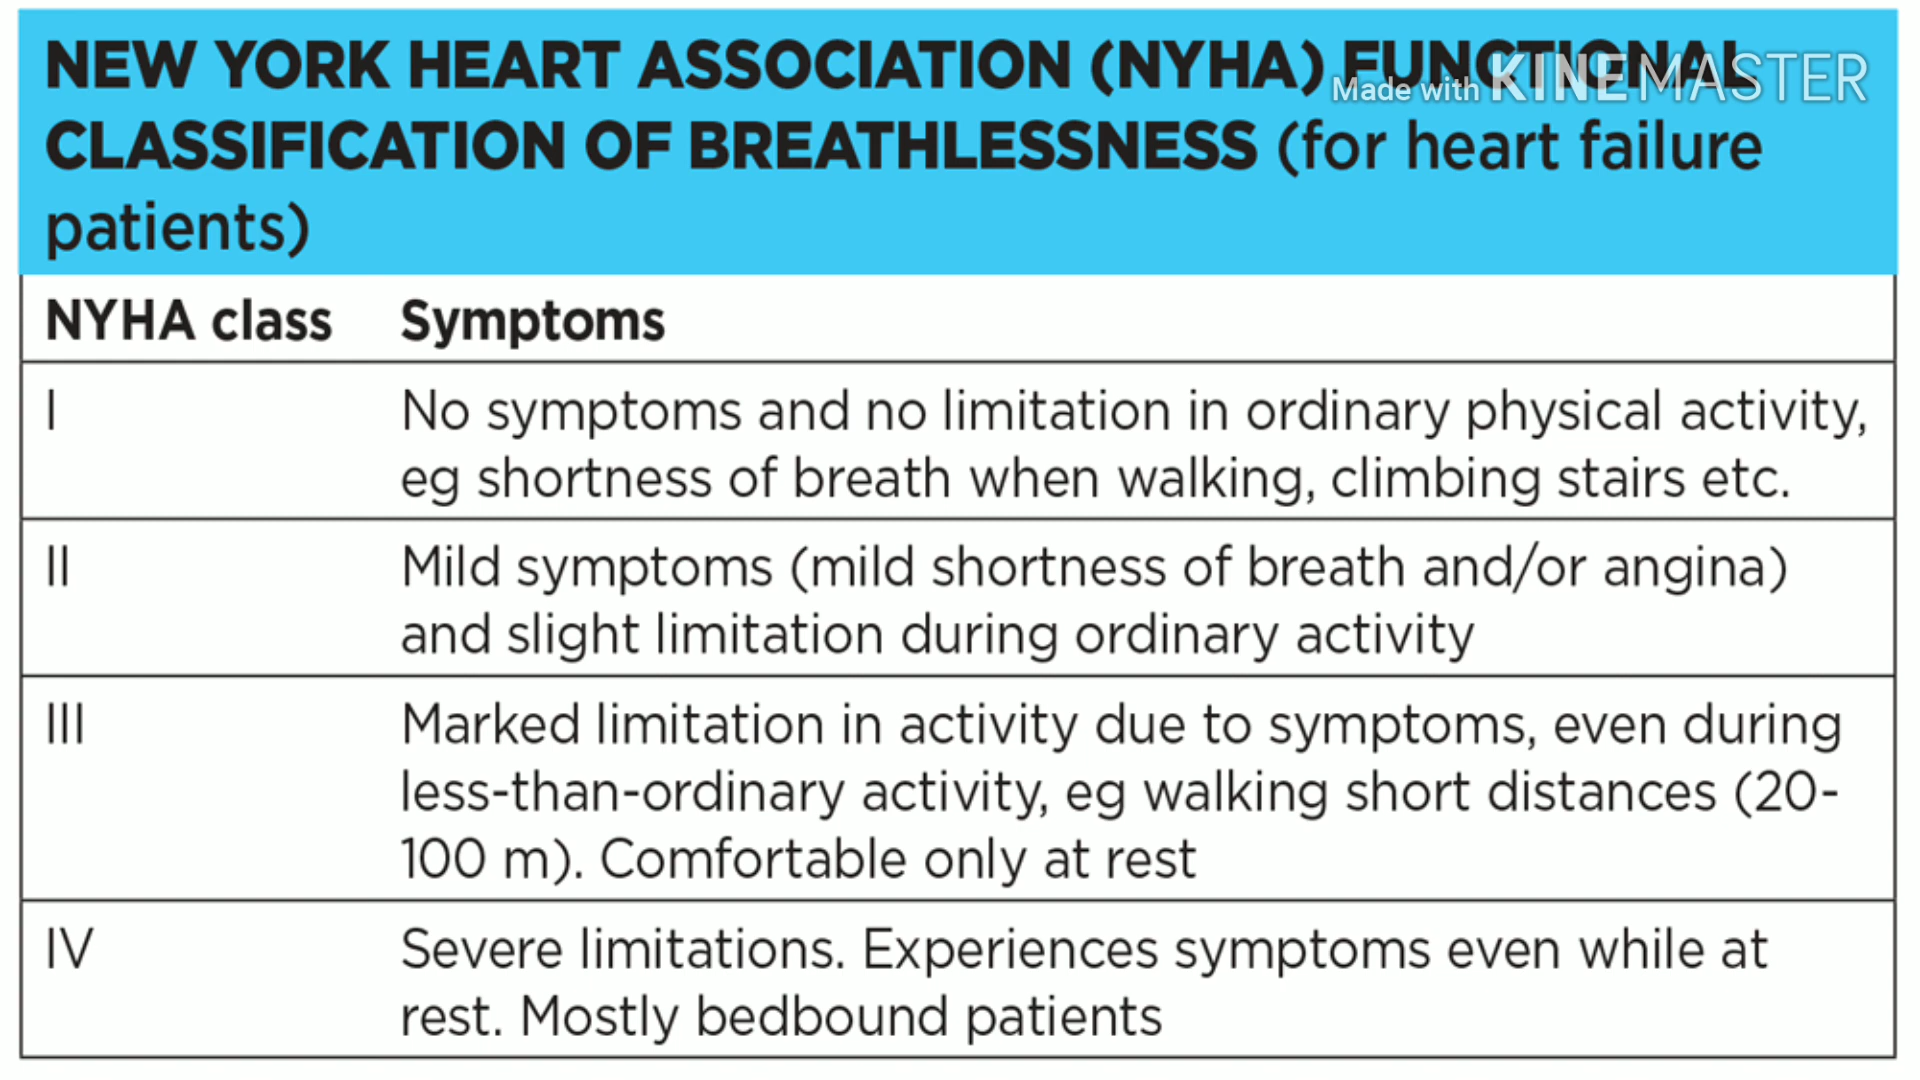 NEW YORK HEART ASSOCIATION (NYHA) FUNCTIONAL
Made with KINEMASTER
CLASSIFICATION OF BREATHLESSNESS (for heart failure
patients)
NYHA class Symptoms
I No symptoms and no limitation in ordinary physical activity,
eg shortness of breath when walking, climbing stairs etc.
II Mild symptoms (mild shortness of breath and/or angina)
and slight limitation during ordinary activity
III Marked limitation in activity due to symptoms, even during
less-than-ordinary activity, eg walking short distances (20-
100 m). Comfortable only at rest
IV Severe limitations. Experiences symptoms even while at
rest. Mostly bedbound patients